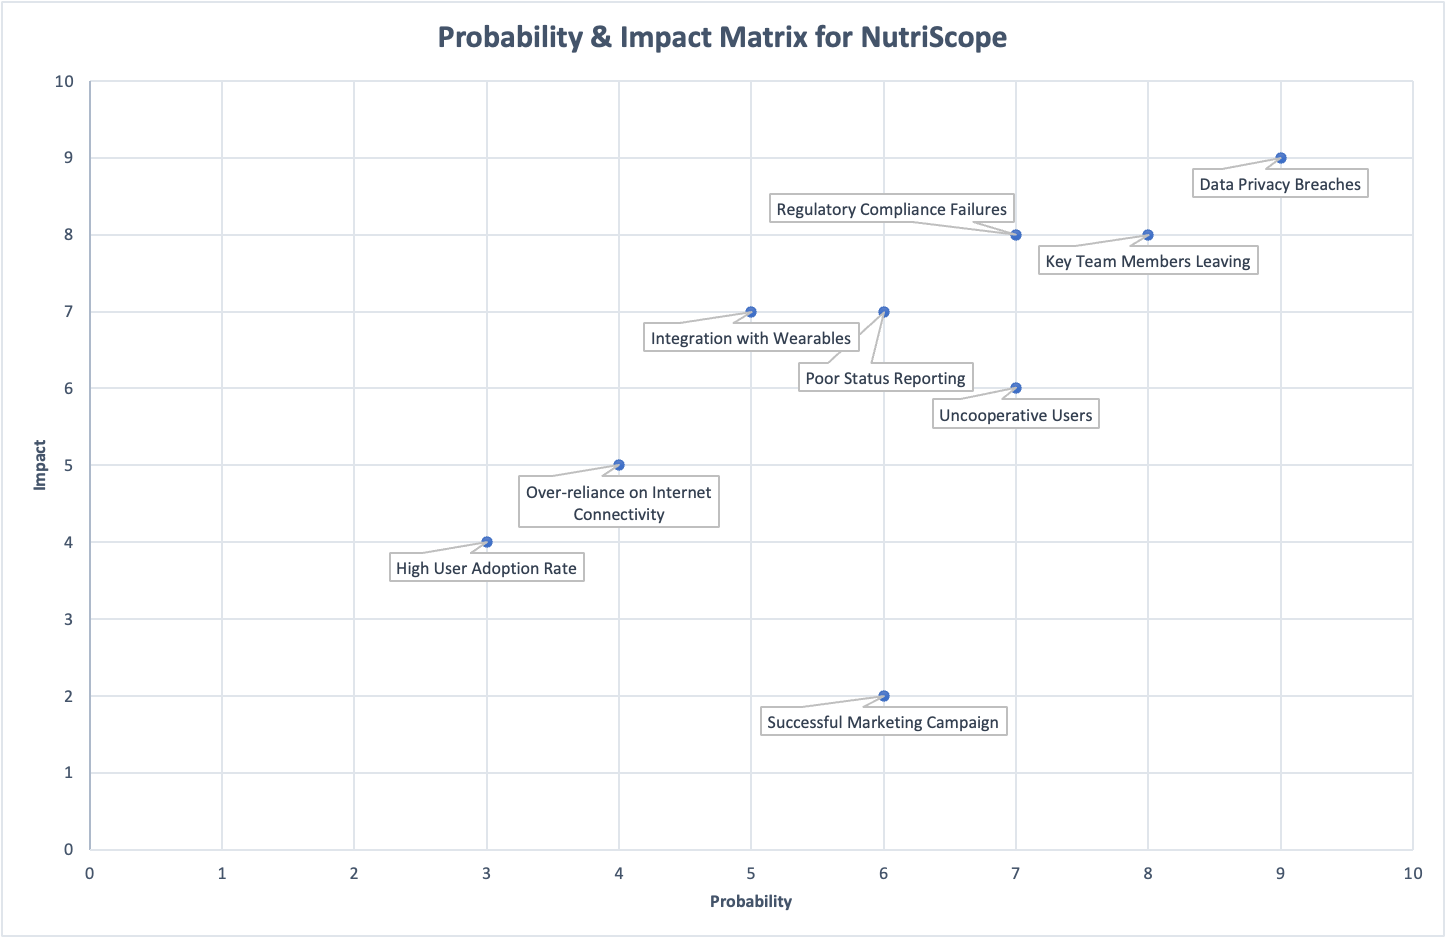 Probability & Impact Matrix for NutriScope
10
9
Data Privacy Breaches
Regulatory Compliance Failures
8
Key Team Members Leaving
7
Integration with Wearables
Poor Status Reporting
6
Uncooperative Users
Impact
5
Over-reliance on Internet
Connectivity
4
High User Adoption Rate
3
2
Successful Marketing Campaign
1
0
0 1 2 3 4 5 6 7 8 9 10
Probability